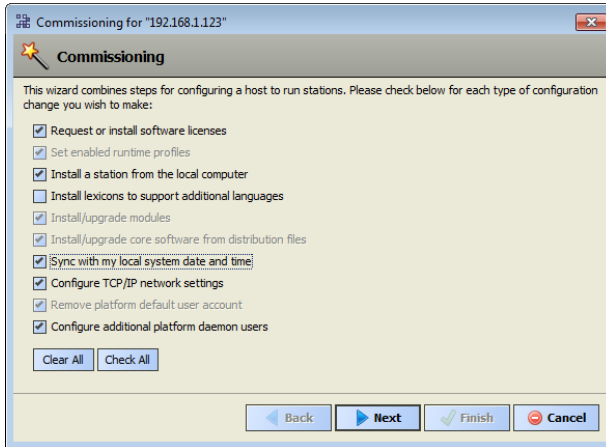 Commissioning for "192.168.1.123"
Commissioning
This wizard combines steps for configuring a host to run stations. Please check below for each type of configuration
change you wish to make:
Request or install software licenses
Set enabled runtime profiles
Install a station from the local computer
Install lexicons to support additional languages
Install/upgrade modules
Install/upgrade core software from distribution files
Sync with my local system date and time
Configure TCP/IP network settings
Remove platform default user account
Configure additional platform daemon users
Clear All Check All
Back Next Finish Cancel